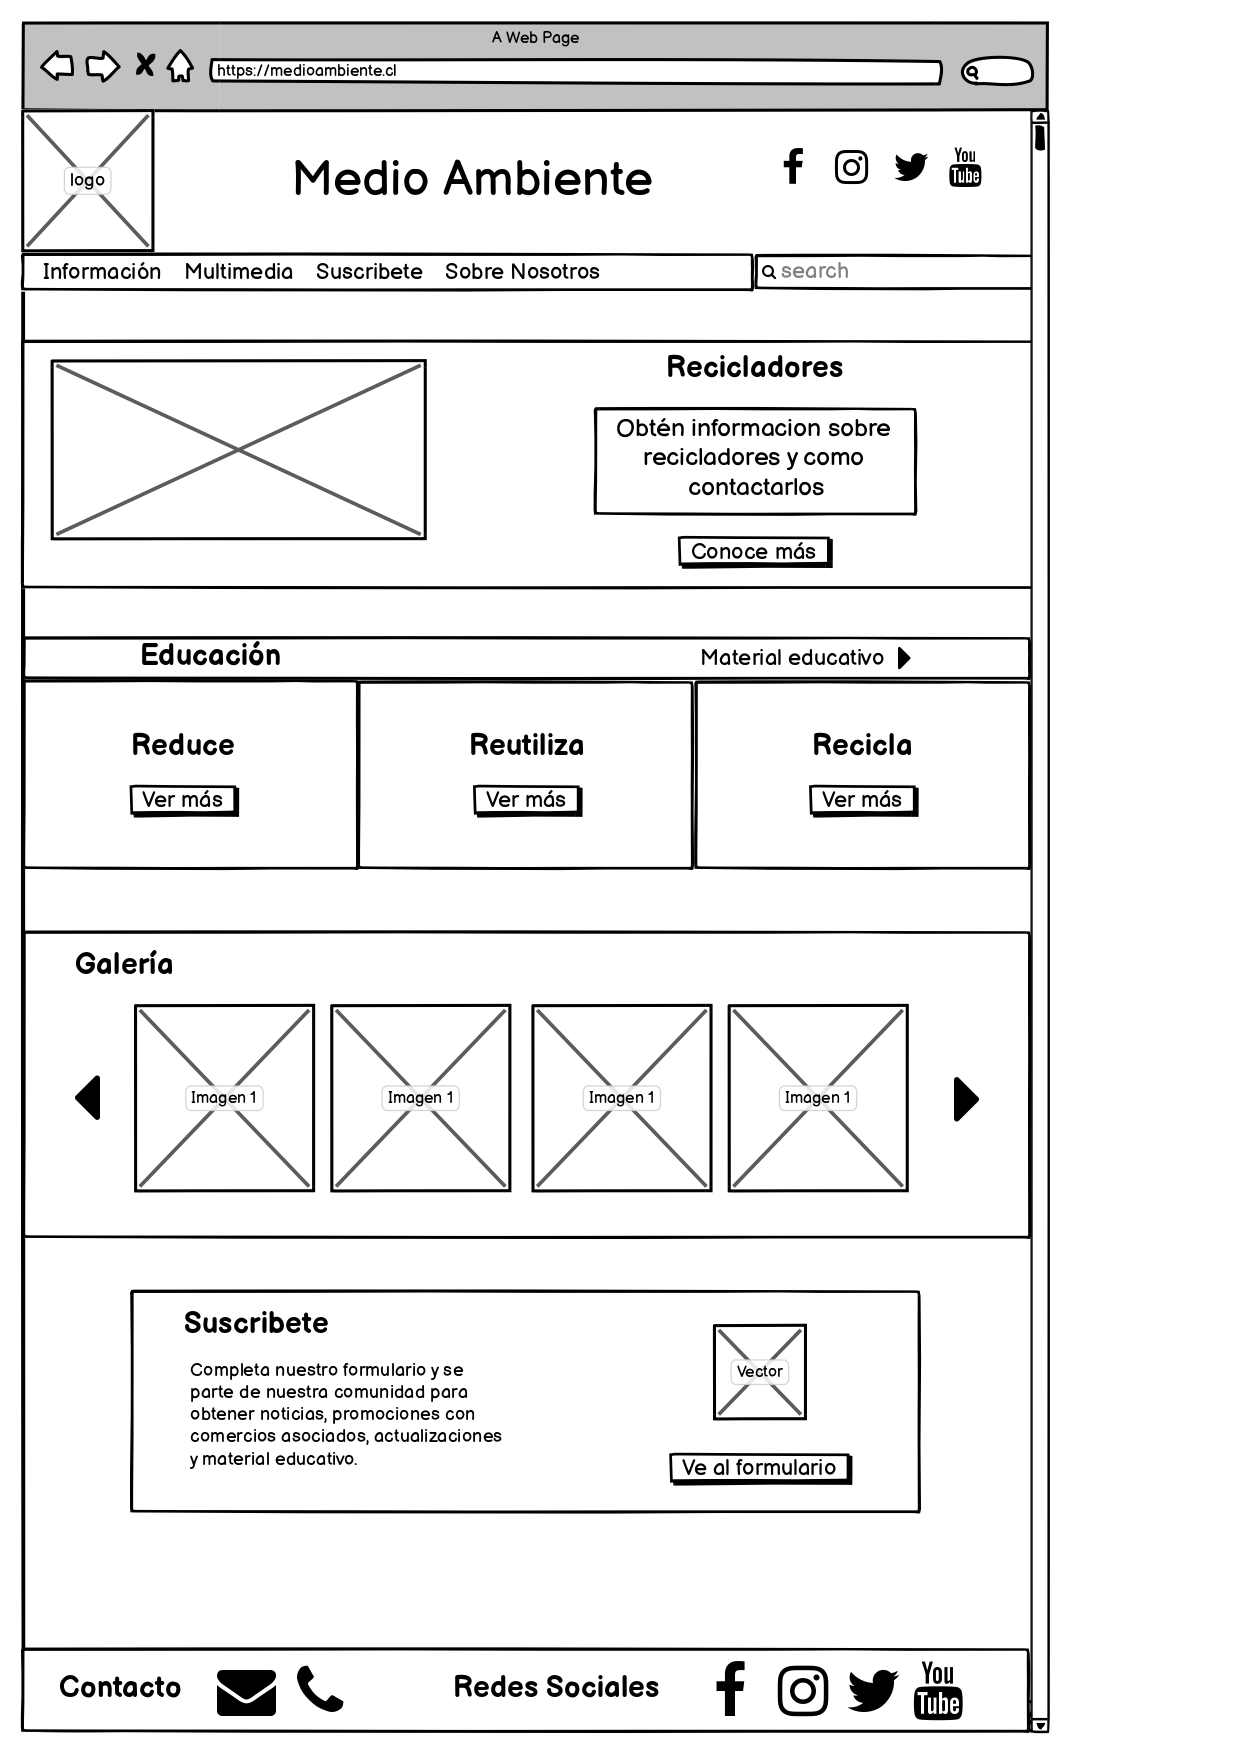 A Web Page
https://medioambiente.cl
logo
Medio Ambiente
You
Tube
Información Multimedia Suscribete Sobre Nosotros
search
Recicladores
Obtén informacion sobre
recicladores y como
contactarlos
Conoce más
Educación
Material educativo
Reduce
Ver más
Reutiliza
Ver más
Recicla
Ver más
Galería
Imagen 1
Imagen 1
Imagen 1
Imagen 1
Suscribete
Completa nuestro formulario y se
parte de nuestra comunidad para
obtener noticias, promociones con
comercios asociados, actualizaciones
y material educativo.
Vector
Ve al formulario
Contacto
Redes Sociales
You
Tube